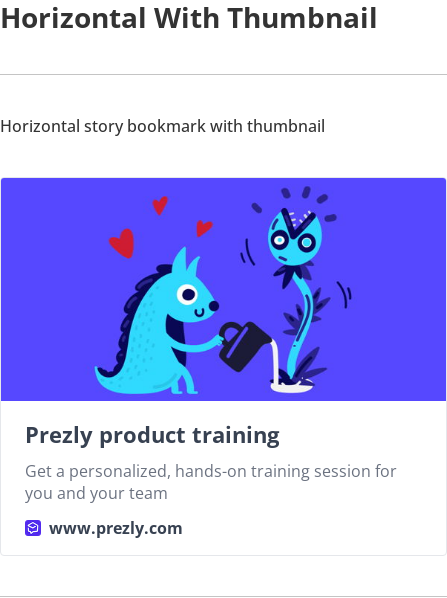 Horizontal With Thumbnail
Horizontal story bookmark with thumbnail
Prezly product training
Get a personalized, hands-on training session for
you and your team
www.prezly.com